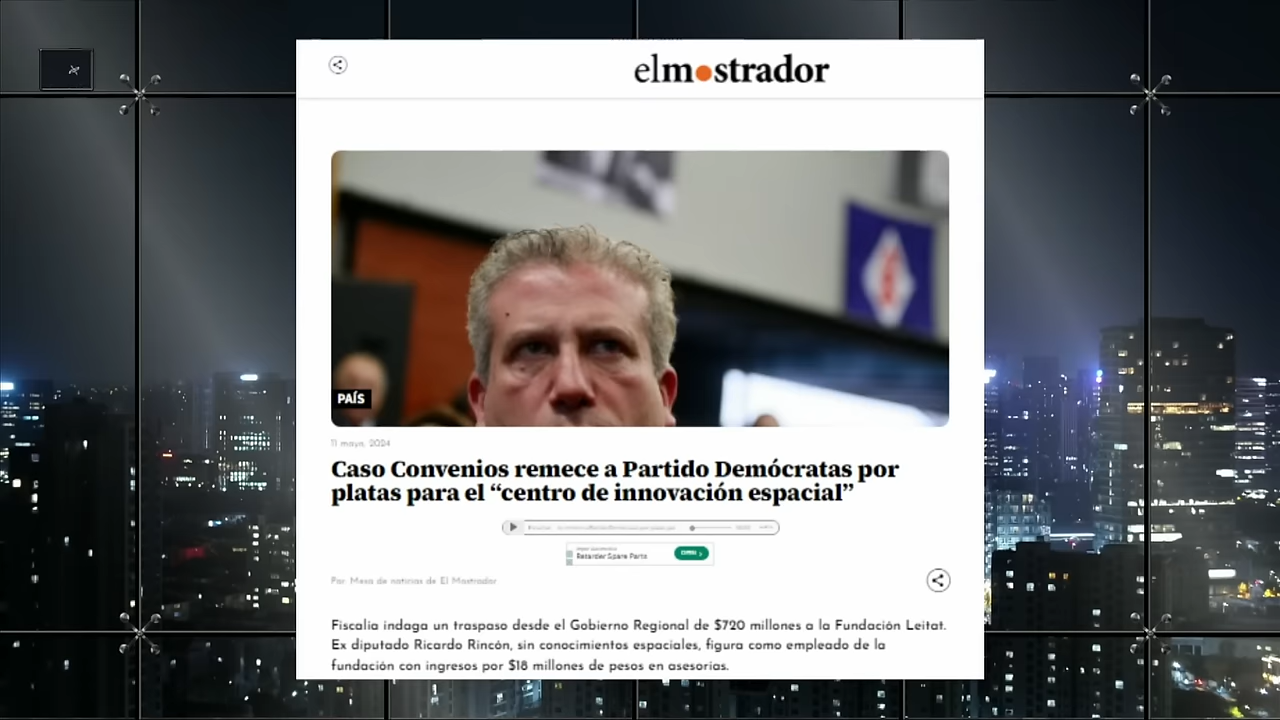 elmostrador
PAÍS
11 mayo, 2024
Caso Convenios remece a Partido Demócratas por
platas para el “centro de innovación espacial”
Retarder Spare Parts
Por: Mesa de noticias de El Mostrador
Fiscalía indaga un traspaso desde el Gobierno Regional de $720 millones a la Fundación Leitat.
Ex diputado Ricardo Rincón, sin conocimientos espaciales, figura como empleado de la
fundación con ingresos por $18 millones de pesos en asesorías.